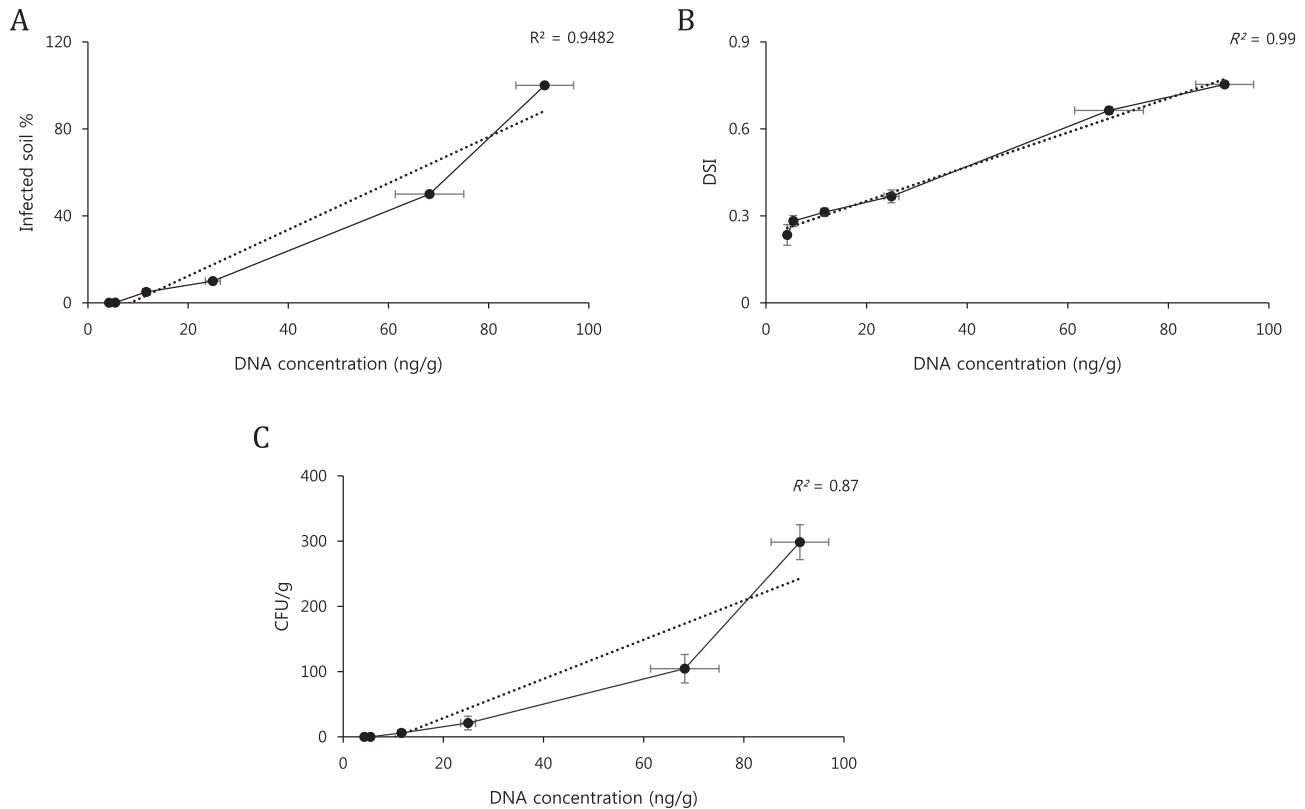 A
R² = 0.9482
120
80
40
0
Infected soil %
0 20 40 60 80 100
DNA concentration (ng/g)
B
R² = 0.99
0.9
0.6
0.3
0
DSI
0 20 40 60 80 100
DNA concentration (ng/g)
C
R² = 0.87
400
300
200
100
0
CFU/g
0 20 40 60 80 100
DNA concentration (ng/g)